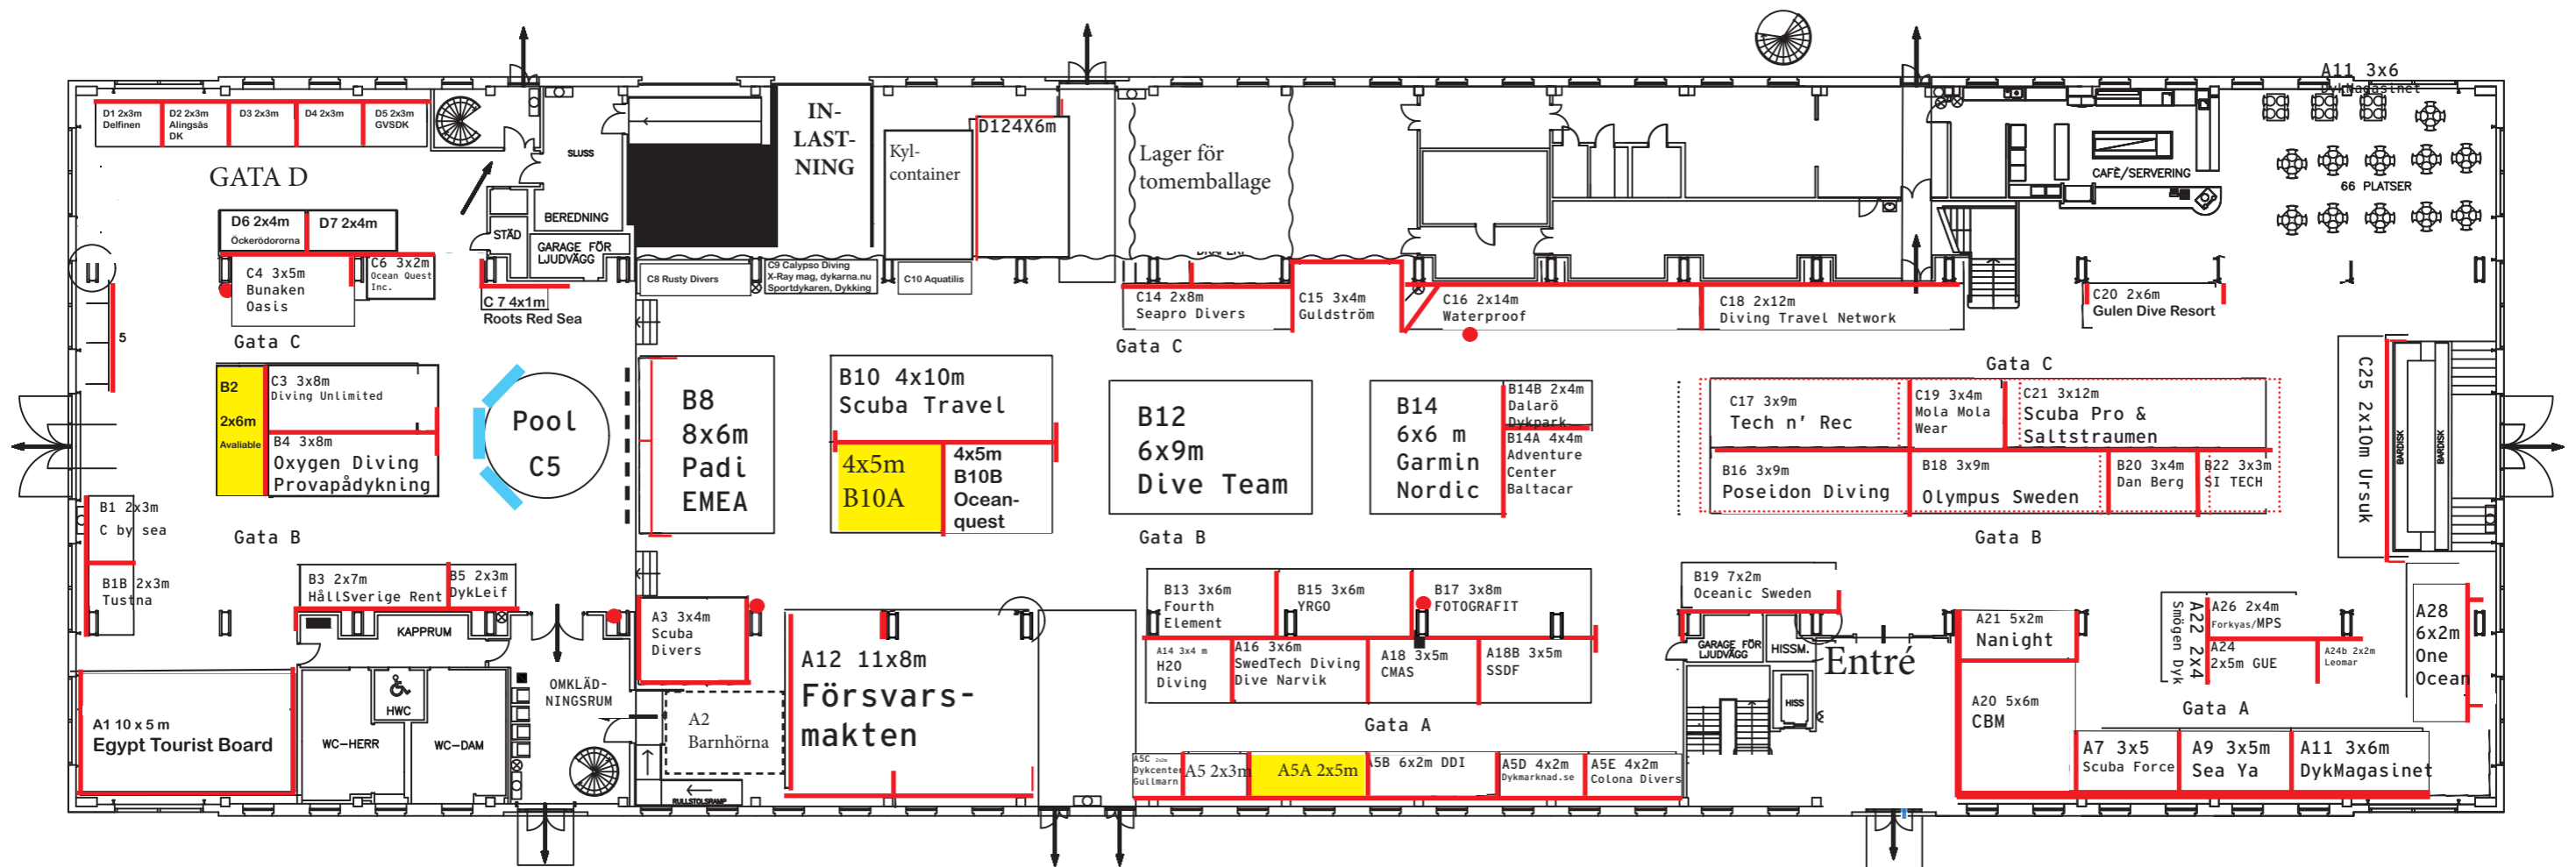 A11 3x6
DykMagasinet
D1 2x3m
Delfinen
D2 2x3m
Alingsås
DK
D3 2x3m
D4 2x3m
D5 2x3m
GVSDK
GATA D
SLUSS
BEREDNING
STÄD
GARAGE FÖR
LJUDVÄGG
IN-
LAST-
NING
Kyl-
container
D124X6m
Lager för
tomemballage
CAFÈ/SERVERING
66 PLATSER
D6 2x4m
Öckerödororna
D7 2x4m
C4 3x5m
Bunaken
Oasis
C6 3x2m
Ocean Quest
Inc.
C 7 4x1m
Roots Red Sea
C8 Rusty Divers
C9 Calypso Diving
X-Ray mag, dykarna.nu
Sportdykaren, Dykking
C10 Aquatilis
C14 2x8m
Seapro Divers
C15 3x4m
Guldström
C16 2x14m
Waterproof
C18 2x12m
Diving Travel Network
C20 2x6m
Gulen Dive Resort
5
Gata C
Gata C
Gata C
B2
2x6m
Avaliable
C3 3x8m
Diving Unlimited
B4 3x8m
Oxygen Diving
Provapådykning
Pool
C5
B8
8x6m
Padi
EMEA
B10 4x10m
Scuba Travel
4x5m
B10A
4x5m
B10B
Ocean-
quest
B12
6x9m
Dive Team
B14
6x6 m
Garmin
Nordic
B14B 2x4m
Dalarö
Dykpark
B14A 4x4m
Adventure
Center
Baltacar
C17 3x9m
Tech n' Rec
C19 3x4m
Mola Mola
Wear
C21 3x12m
Scuba Pro &
Saltstraumen
B16 3x9m
Poseidon Diving
B18 3x9m
Olympus Sweden
B20 3x4m
Dan Berg
B22 3x3m
SI TECH
C25 2x10m Ursuk
BARDISK
BARDISK
B1 2x3m
C by sea
B1B 2x3m
Tustna
Gata B
Gata B
Gata B
B3 2x7m
HållSverige Rent
B5 2x3m
DykLeif
KAPPRUM
A3 3x4m
Scuba
Divers
B13 3x6m
Fourth
Element
B15 3x6m
YRGO
B17 3x8m
FOTOGRAFIT
B19 7x2m
Oceanic Sweden
A14 3x4 m
H2O
Diving
A16 3x6m
SwedTech Diving
Dive Narvik
A18 3x5m
CMAS
A18B 3x5m
SSDF
GARAGE FÖR
LJUDVÄGG
HISSM.
HISS
Entré
A21 5x2m
Nanight
A20 5x6m
CBM
A22 2x4
Smögen Dyk
A26 2x4m
Forkyas/MPS
A24
2x5m GUE
A24b 2x2m
Leomar
A28
6x2m
One
Ocean
A1 10 x 5 m
Egypt Tourist Board
HWC
WC-HERR
WC-DAM
OMKLÄD-
NINGSRUM
A2
Barnhörna
RULLSTOLSRAMP
A12 11x8m
Försvars-
makten
Gata A
Gata A
A5C 2x2m
Dykcenter
Gullmarn
A5 2x3m
A5A 2x5m
A5B 6x2m DDI
A5D 4x2m
Dykmarknad.se
A5E 4x2m
Colona Divers
A7 3x5
Scuba Force
A9 3x5m
Sea Ya
A11 3x6m
DykMagasinet